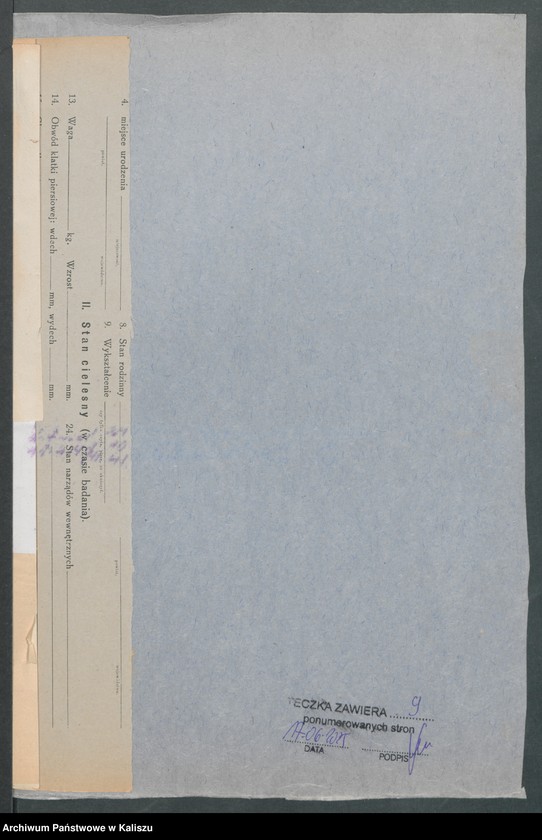 4. miejsce urodzenia
powiat
województwo
8. Stan rodzinny
9. Wykształcenie
II. Stan cielesny (w czasie badania).
13. Waga kg. Wzrost mm. 24. Stan narządów wewnętrznych
14. Obwód klatki piersiowej: wdech mm, wydech mm.
TECZKA ZAWIERA 9
ponumerowanych stron
DATA PODPIS
Archiwum Państwowe w Kaliszu